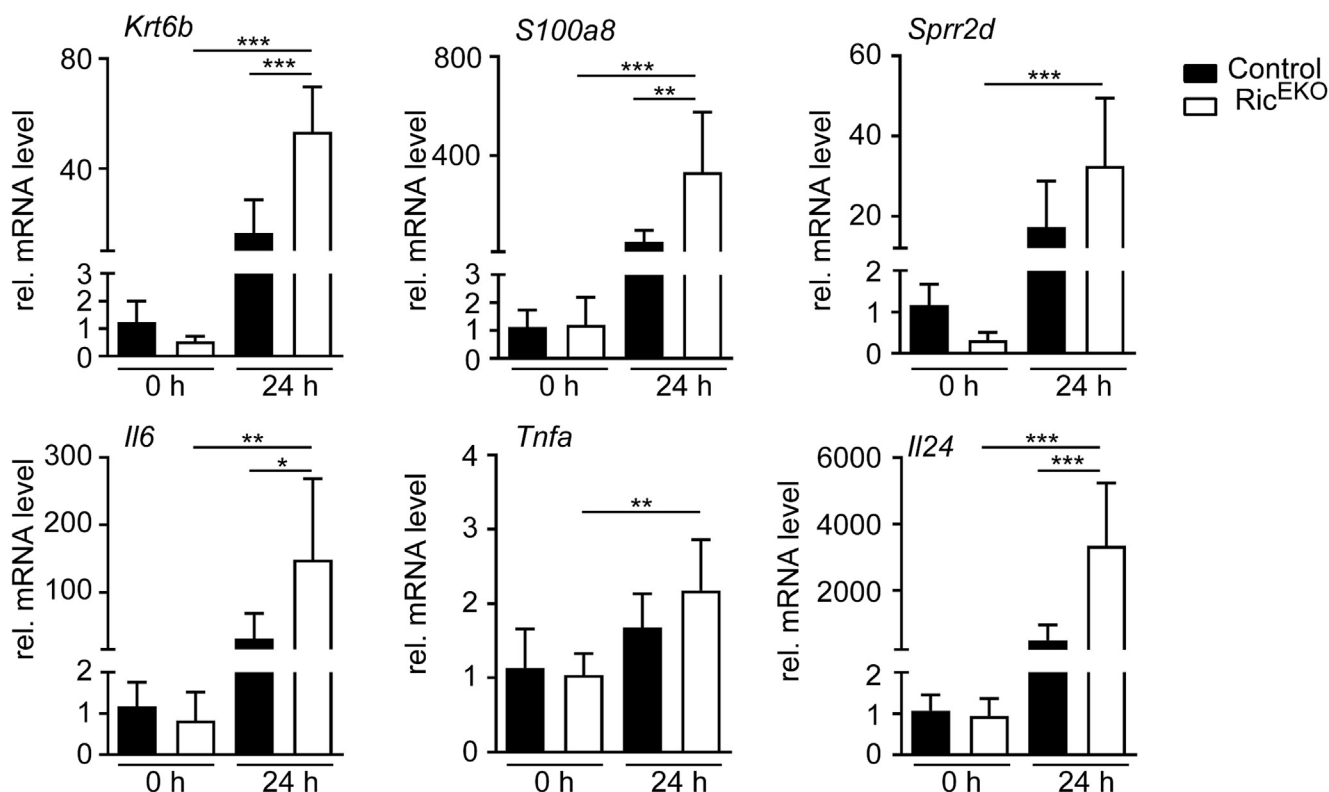 Krt6b
rel. mRNA level
80
40
3
2
1
0
***
***
0 h
24 h
S100a8
rel. mRNA level
800
400
3
2
1
0
***
**
0 h
24 h
Sprr2d
rel. mRNA level
60
40
20
2
1
0
***
0 h
24 h
Control
Ric^EKO
Il6
rel. mRNA level
300
200
100
2
1
0
**
*
0 h
24 h
Tnfa
rel. mRNA level
4
3
2
1
0
**
0 h
24 h
Il24
rel. mRNA level
6000
4000
2000
2
1
0
***
***
0 h
24 h